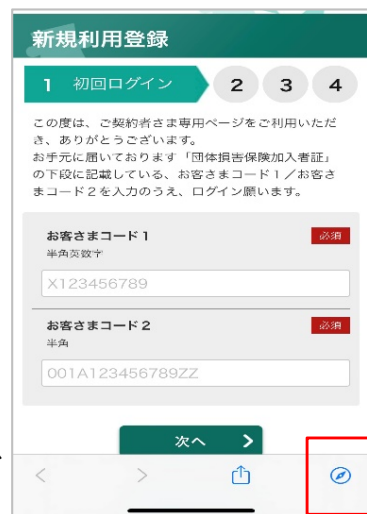 新規利用登録
1 初回ログイン 2 3 4
この度は、ご契約者さま専用ページをご利用いただ
き、ありがとうございます。
お手元に届いております「団体損害保険加入者証」
の下段に記載している、お客さまコード1／お客さ
まコード2を入力のうえ、ログイン願います。
お客さまコード1 必須
半角英数字
X123456789
お客さまコード2 必須
半角
001A123456789ZZ
次へ